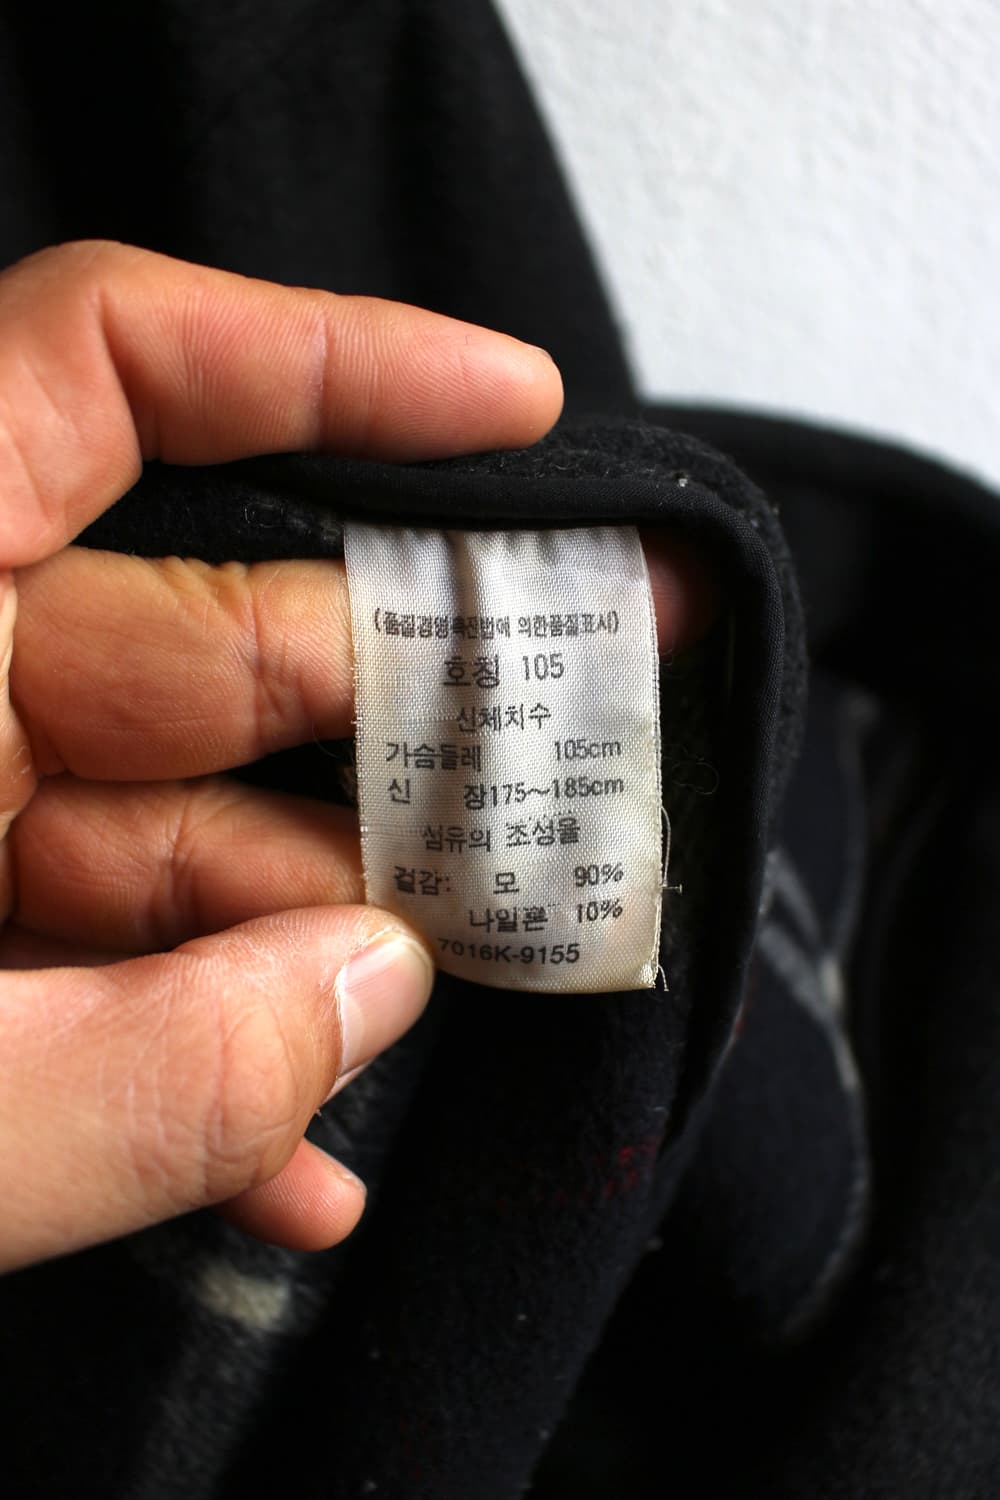 (품질경영촉진법에 의한품질표시)
호칭 105
신체치수
가슴둘레 105cm
신 장175~185cm
섬유의 조성율
겉감: 모 90%
나일론 10%
7016K-9155